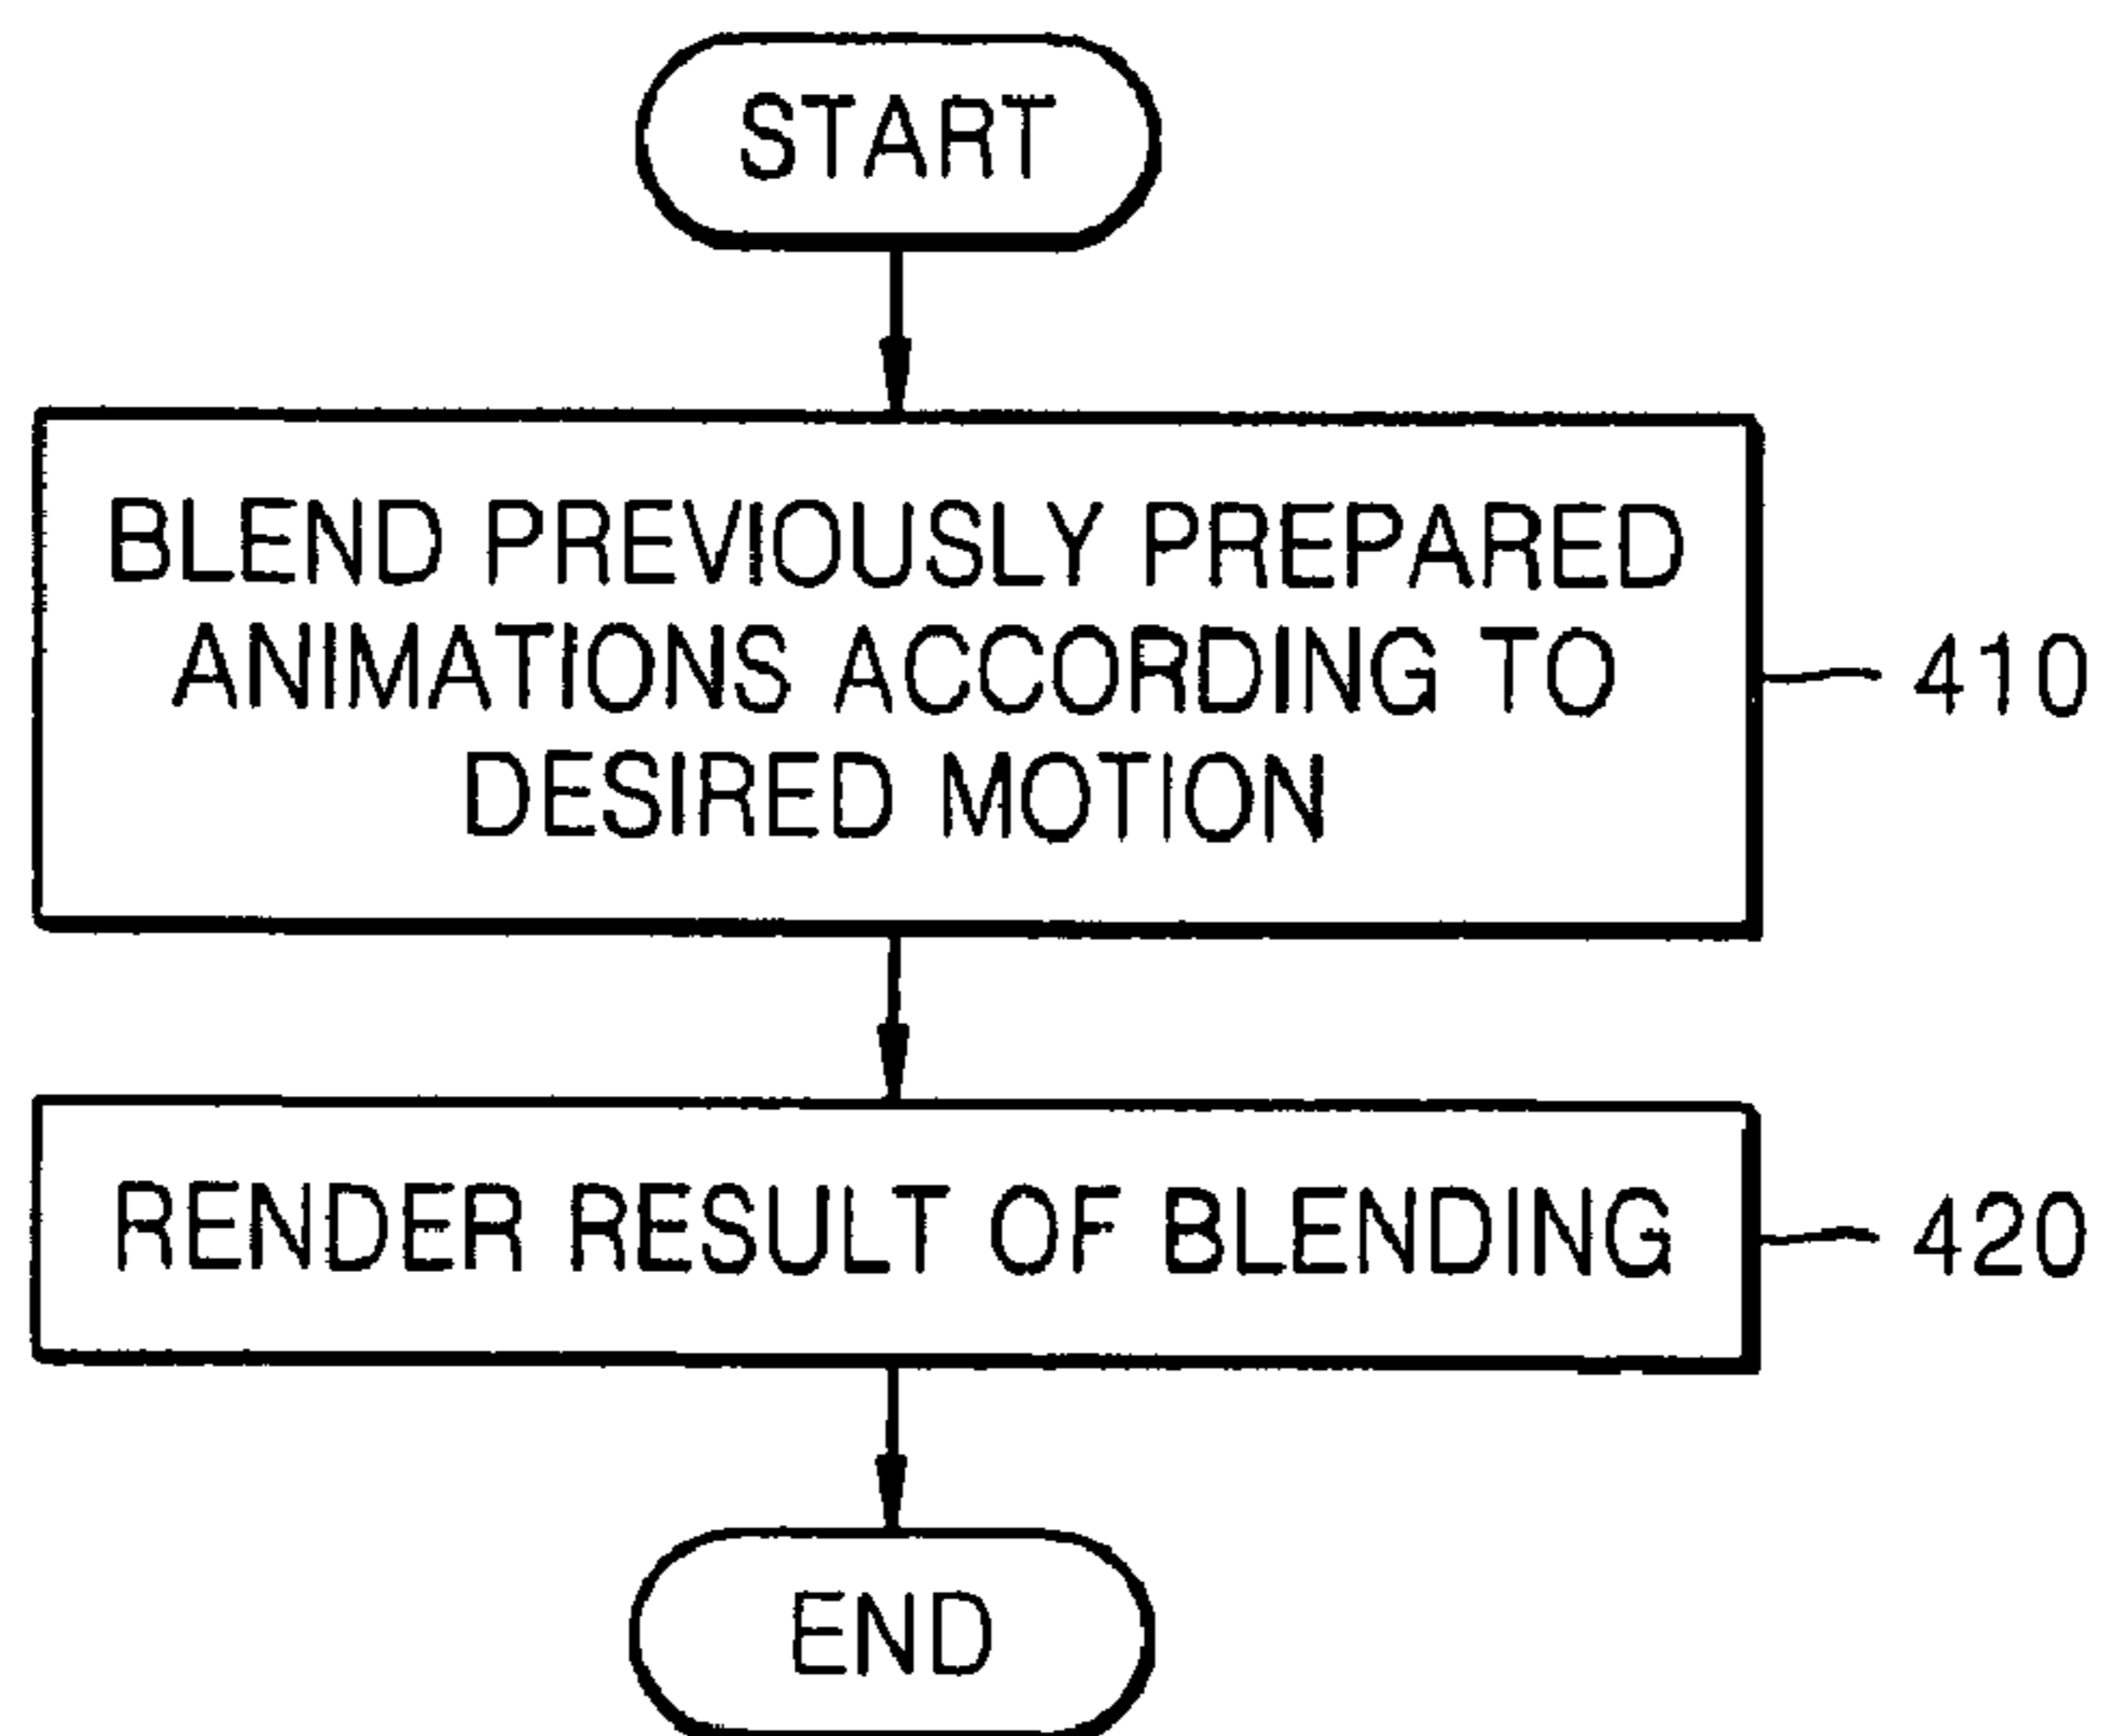 START
BLEND PREVIOUSLY PREPARED
ANIMATIONS ACCORDING TO
DESIRED MOTION
410
RENDER RESULT OF BLENDING
420
END